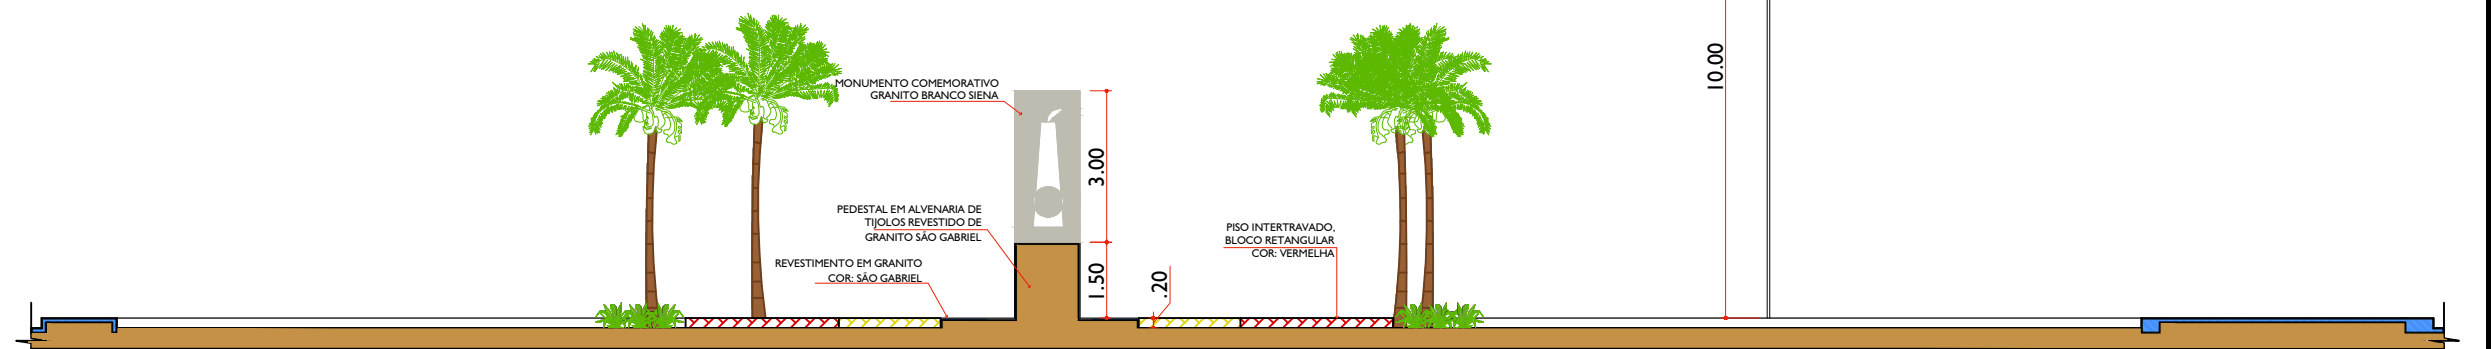 MONUMENTO COMEMORATIVO
GRANITO BRANCO SIENA
10.00
3.00
PEDESTAL EM ALVENARIA DE
TIJOLOS REVESTIDO DE
GRANITO SÃO GABRIEL
PISO INTERTRAVADO,
BLOCO RETANGULAR
COR: VERMELHA
REVESTIMENTO EM GRANITO
COR: SÃO GABRIEL
1.50
.20